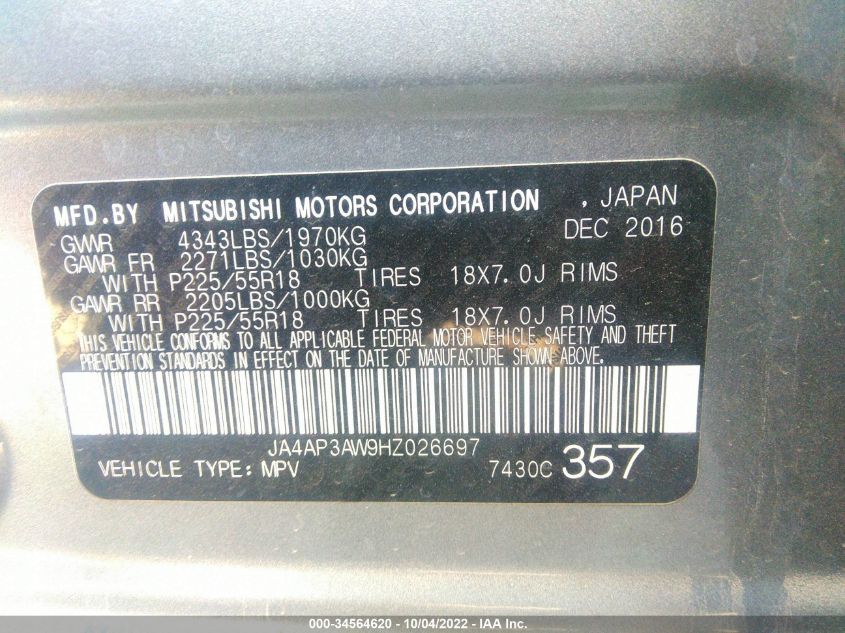 MFD.BY MITSUBISHI MOTORS CORPORATION , JAPAN
GVWR 4343LBS/1970KG DEC 2016
GAWR FR 2271LBS/1030KG
WITH P225/55R18 TIRES 18X7.0J RIMS
GAWR RR 2205LBS/1000KG
WITH P225/55R18 TIRES 18X7.0J RIMS
THIS VEHICLE CONFORMS TO ALL APPLICABLE FEDERAL MOTOR VEHICLE SAFETY AND THEFT
PREVENTION STANDARDS IN EFFECT ON THE DATE OF MANUFACTURE SHOWN ABOVE.
JA4AP3AW9HZ026697
VEHICLE TYPE: MPV 7430C 357
000-34564620 - 10/04/2022 - IAA Inc.